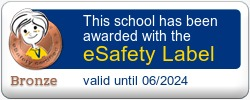 This school has been
awarded with the
eSafety Label
Bronze
valid until 06/2024